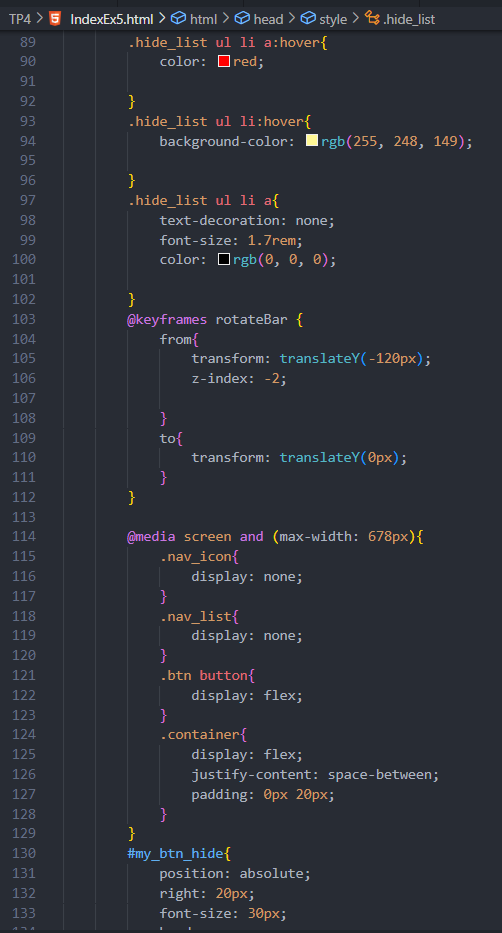 TP4 > IndexEx5.html > html > head > style > .hide_list
89 .hide_list ul li a:hover{
90 color: red;
91
92 }
93 .hide_list ul li:hover{
94 background-color: rgb(255, 248, 149);
95
96 }
97 .hide_list ul li a{
98 text-decoration: none;
99 font-size: 1.7rem;
100 color: rgb(0, 0, 0);
101
102 }
103 @keyframes rotateBar {
104 from{
105 transform: translateY(-120px);
106 z-index: -2;
107
108 }
109 to{
110 transform: translateY(0px);
111 }
112 }
113
114 @media screen and (max-width: 678px){
115 .nav_icon{
116 display: none;
117 }
118 .nav_list{
119 display: none;
120 }
121 .btn button{
122 display: flex;
123 }
124 .container{
125 display: flex;
126 justify-content: space-between;
127 padding: 0px 20px;
128 }
129 }
130 #my_btn_hide{
131 position: absolute;
132 right: 20px;
133 font-size: 30px;